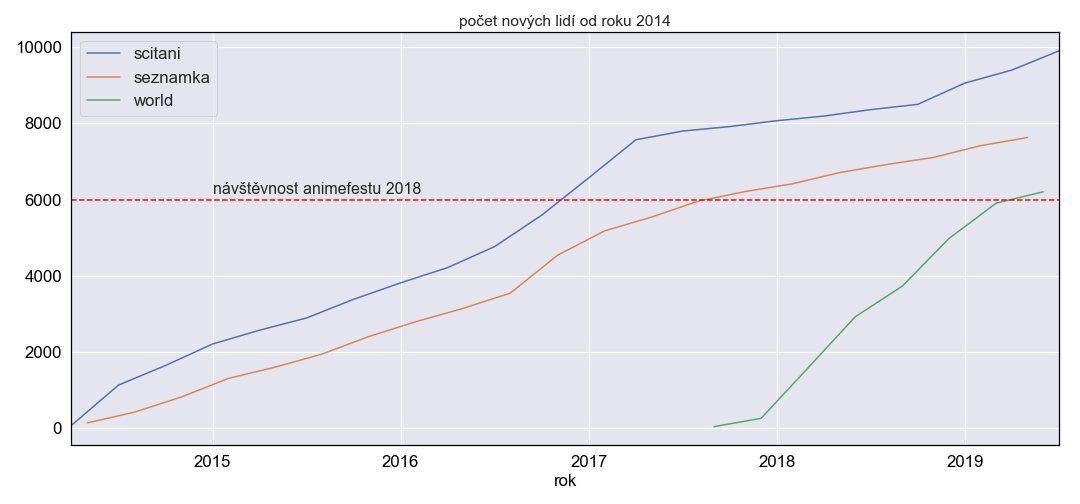 počet nových lidí od roku 2014
10000
8000
6000
4000
2000
0
scitani
seznamka
world
návštěvnost animefestu 2018
2015 2016 2017 2018 2019
rok